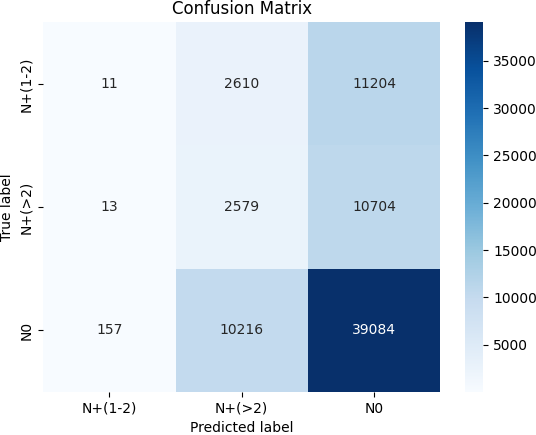 Confusion Matrix
True label
N+(1-2)
11 2610 11204
N+(>2)
13 2579 10704
N0
157 10216 39084
N+(1-2) N+(>2) N0
Predicted label
35000
30000
25000
20000
15000
10000
5000